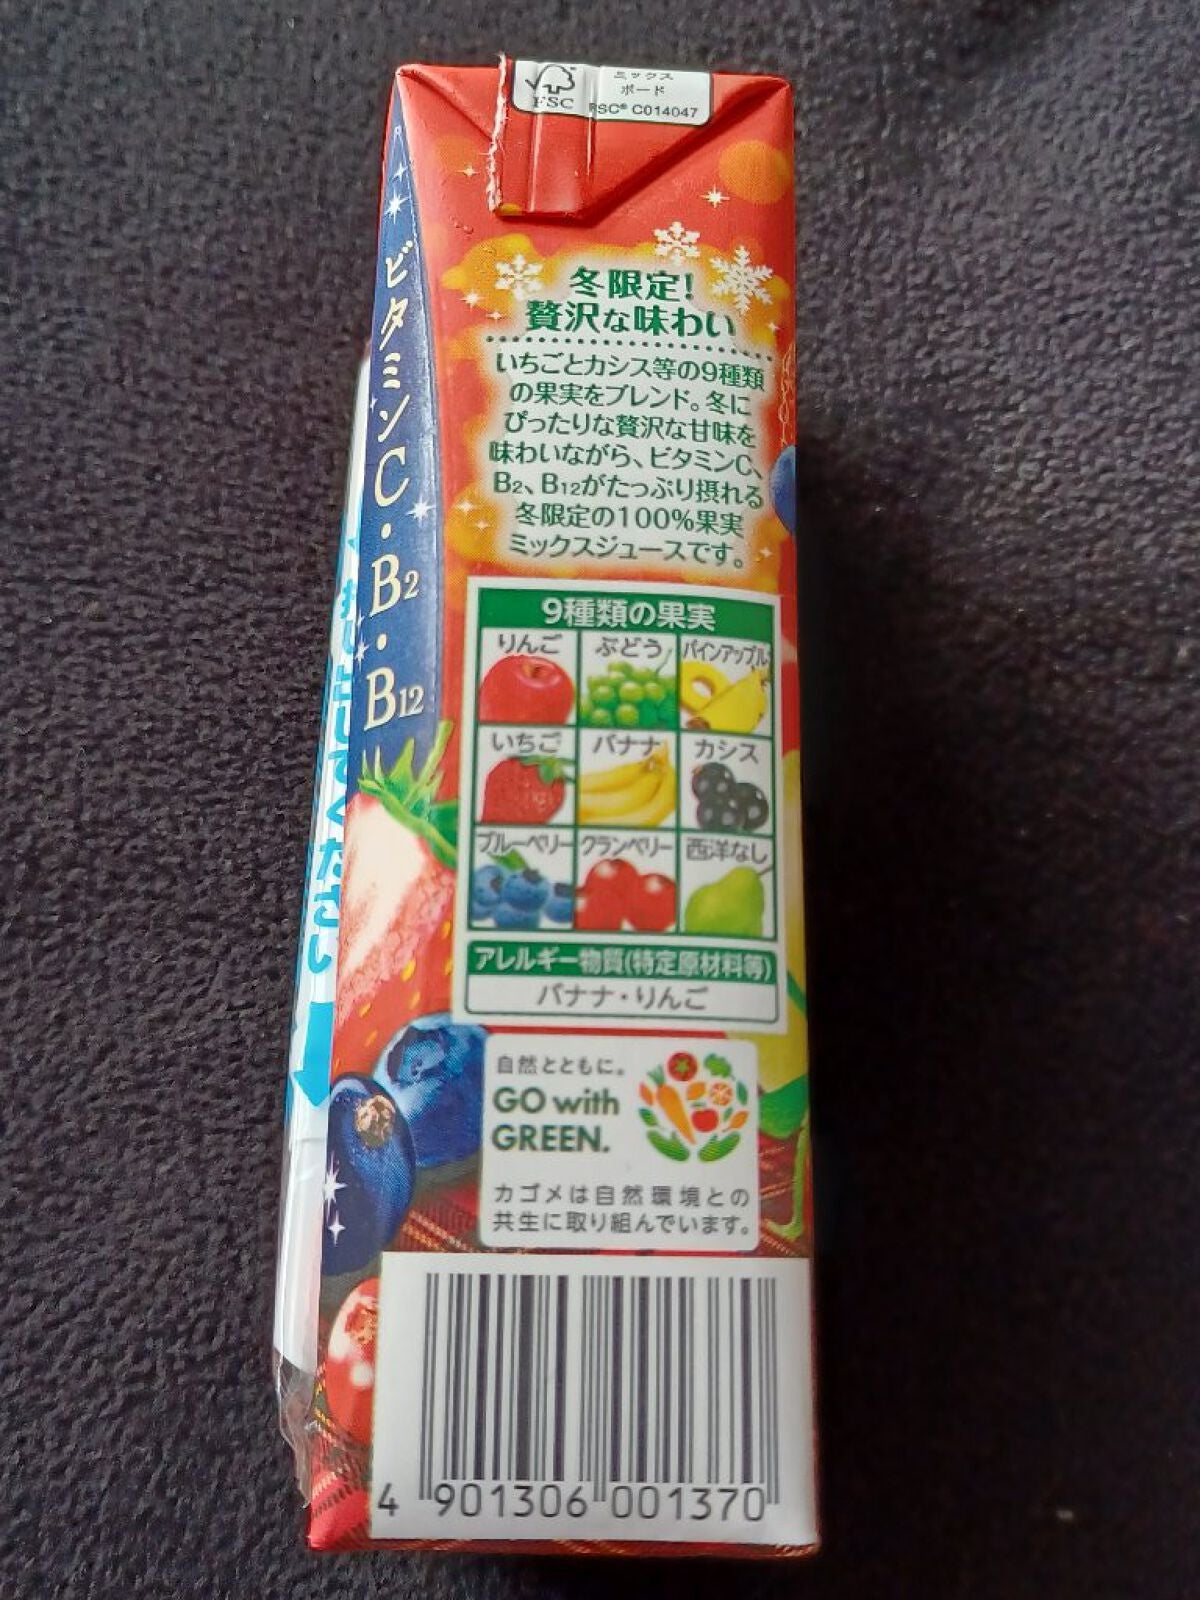 FSC
ミックス
ボード
FSC® C014047
ビタミンC・B2・B12
冬限定!
贅沢な味わい
いちごとカシス等の9種類
の果実をブレンド。冬に
ぴったりな贅沢な甘味を
味わいながら、ビタミンC、
B2、B12がたっぷり摂れる
冬限定の100%果実
ミックスジュースです。
9種類の果実
りんご ぶどう パインアップル
いちご バナナ カシス
ブルーベリー クランベリー 西洋なし
アレルギー物質(特定原材料等)
バナナ・りんご
自然とともに。
GO with
GREEN.
カゴメは自然環境との
共生に取り組んでいます。
4 901306 001370
してください